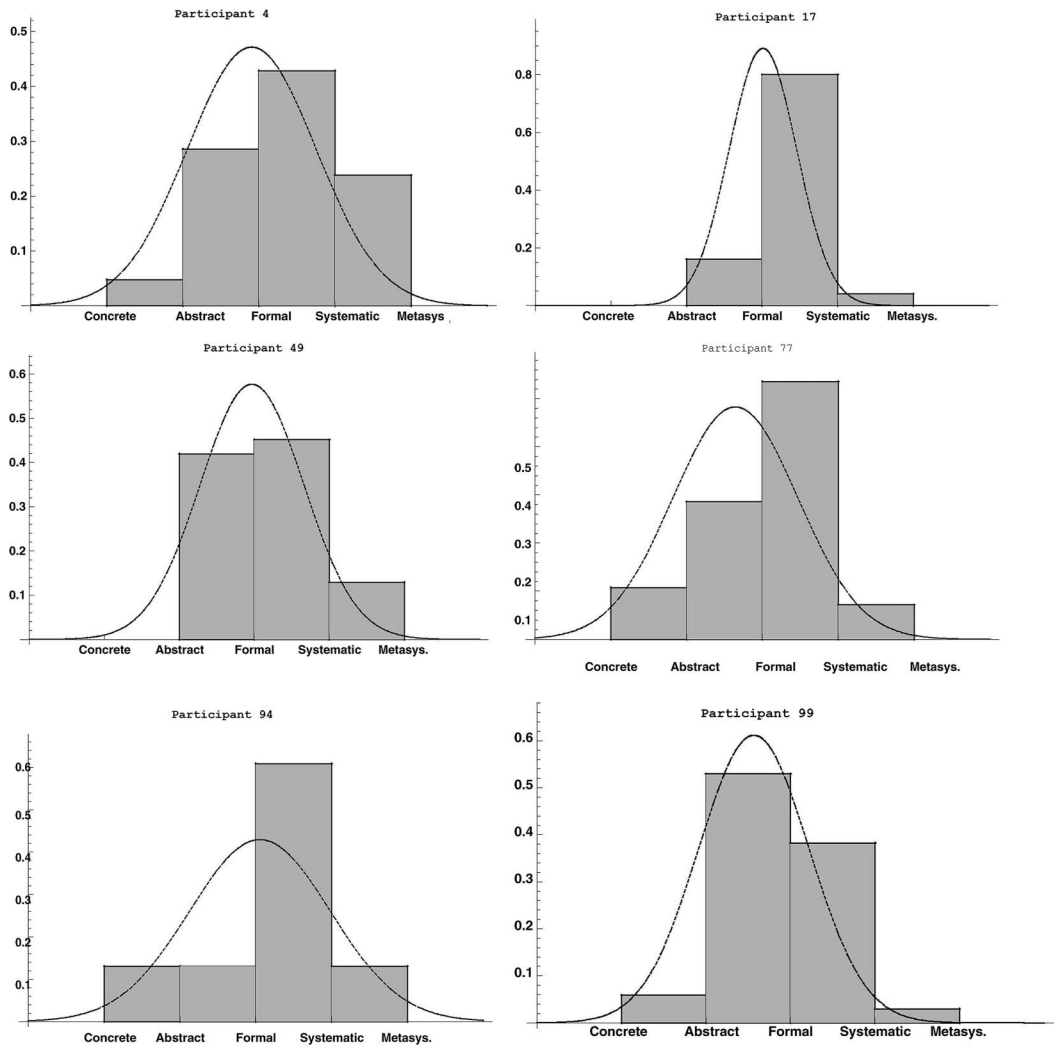 Participant 4
0.5
0.4
0.3
0.2
0.1
Concrete Abstract Formal Systematic Metasys.
Participant 17
0.8
0.6
0.4
0.2
Concrete Abstract Formal Systematic Metasys.
Participant 49
0.6
0.5
0.4
0.3
0.2
0.1
Concrete Abstract Formal Systematic Metasys.
Participant 77
0.5
0.4
0.3
0.2
0.1
Concrete Abstract Formal Systematic Metasys.
Participant 94
0.6
0.5
0.4
0.3
0.2
0.1
Concrete Abstract Formal Systematic Metasys.
Participant 99
0.6
0.5
0.4
0.3
0.2
0.1
Concrete Abstract Formal Systematic Metasys.